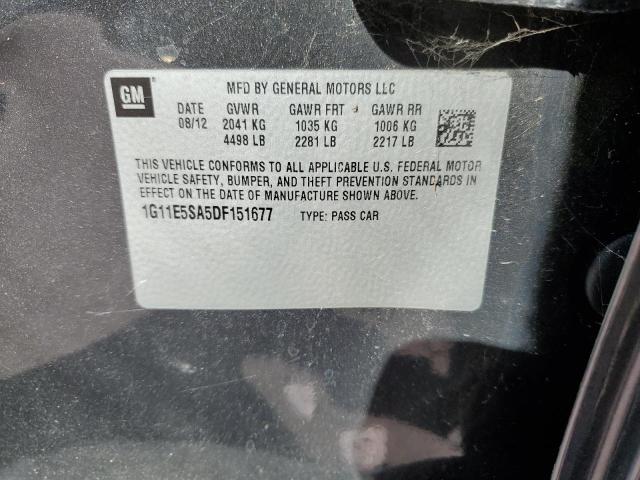 GM
MFD BY GENERAL MOTORS LLC
DATE GVWR GAWR FRT GAWR RR
08/12 2041 KG 1035 KG 1006 KG
4498 LB 2281 LB 2217 LB
THIS VEHICLE CONFORMS TO ALL APPLICABLE U.S. FEDERAL MOTOR
VEHICLE SAFETY, BUMPER, AND THEFT PREVENTION STANDARDS IN
EFFECT ON THE DATE OF MANUFACTURE SHOWN ABOVE.
1G11E5SA5DF151677 TYPE: PASS CAR